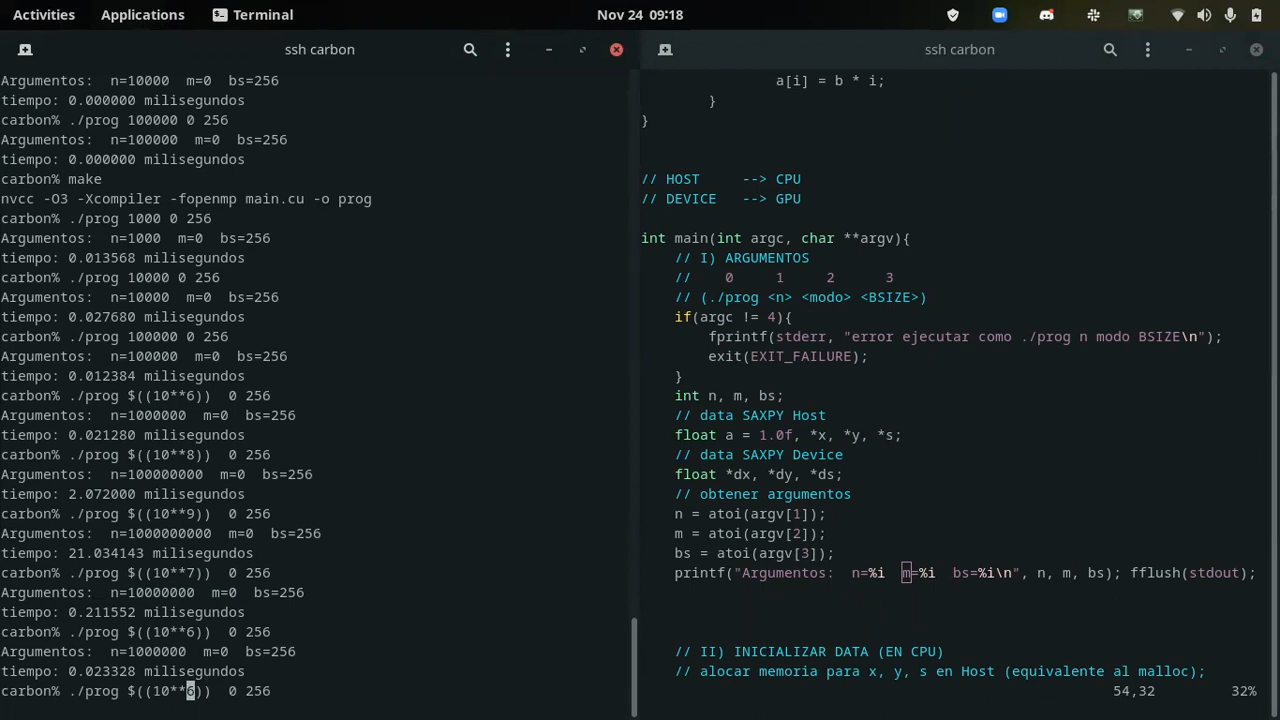 Activities Applications Terminal Nov 24 09:18
ssh carbon
Argumentos:  n=10000  m=0  bs=256
tiempo: 0.000000 milisegundos
carbon% ./prog 100000 0 256
Argumentos:  n=100000  m=0  bs=256
tiempo: 0.000000 milisegundos
carbon% make
nvcc -O3 -Xcompiler -fopenmp main.cu -o prog
carbon% ./prog 1000 0 256
Argumentos:  n=1000  m=0  bs=256
tiempo: 0.013568 milisegundos
carbon% ./prog 10000 0 256
Argumentos:  n=10000  m=0  bs=256
tiempo: 0.027680 milisegundos
carbon% ./prog 100000 0 256
Argumentos:  n=100000  m=0  bs=256
tiempo: 0.012384 milisegundos
carbon% ./prog $((10**6))  0 256
Argumentos:  n=1000000  m=0  bs=256
tiempo: 0.021280 milisegundos
carbon% ./prog $((10**8))  0 256
Argumentos:  n=100000000  m=0  bs=256
tiempo: 2.072000 milisegundos
carbon% ./prog $((10**9))  0 256
Argumentos:  n=1000000000  m=0  bs=256
tiempo: 21.034143 milisegundos
carbon% ./prog $((10**7))  0 256
Argumentos:  n=10000000  m=0  bs=256
tiempo: 0.211552 milisegundos
carbon% ./prog $((10**6))  0 256
Argumentos:  n=1000000  m=0  bs=256
tiempo: 0.023328 milisegundos
carbon% ./prog $((10**6))  0 256
ssh carbon
a[i] = b * i;
}
}
// HOST     --> CPU
// DEVICE   --> GPU
int main(int argc, char **argv){
// I) ARGUMENTOS
//    0     1     2      3
// (./prog <n> <modo> <BSIZE>)
if(argc != 4){
fprintf(stderr, "error ejecutar como ./prog n modo BSIZE\n");
exit(EXIT_FAILURE);
}
int n, m, bs;
// data SAXPY Host
float a = 1.0f, *x, *y, *s;
// data SAXPY Device
float *dx, *dy, *ds;
// obtener argumentos
n = atoi(argv[1]);
m = atoi(argv[2]);
bs = atoi(argv[3]);
printf("Argumentos:  n=%i  m=%i  bs=%i\n", n, m, bs); fflush(stdout);
// II) INICIALIZAR DATA (EN CPU)
// alocar memoria para x, y, s en Host (equivalente al malloc);
54,32 32%